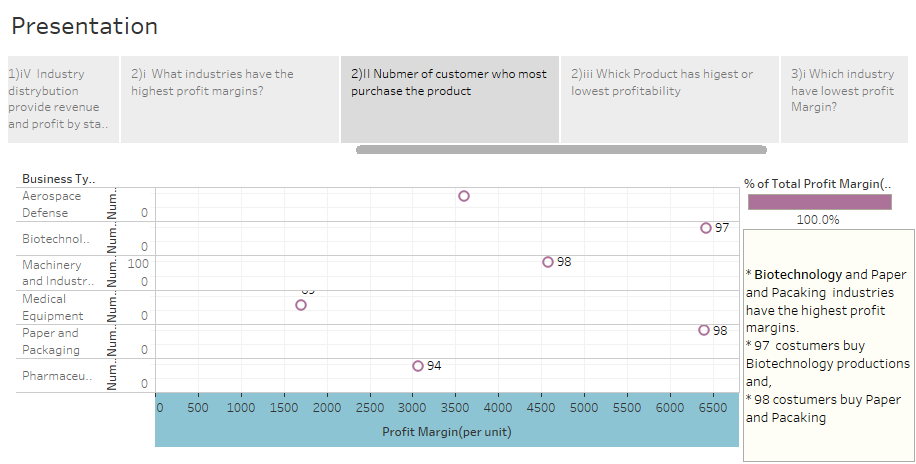 Presentation
1)iV Industry
distrybution
provide revenue
and profit by sta..
2)i What industries have the
highest profit margins?
2)II Nubmer of customer who most
purchase the product
2)iii Whick Product has higest or
lowest profitability
3)i Which industry
have lowest profit
Margin?
Business Ty..
Aerospace
Defense
Num..
0
Biotechnol..
Num..
0
97
Machinery
and Industr..
Num..
100
0
98
Medical
Equipment
Num..
0
Paper and
Packaging
Num..
0
98
Pharmaceu..
Num..
0
94
0 500 1000 1500 2000 2500 3000 3500 4000 4500 5000 5500 6000 6500
Profit Margin(per unit)
% of Total Profit Margin(..
100.0%
* Biotechnology and Paper
and Pacaking industries
have the highest profit
margins.
* 97 costumers buy
Biotechnology productions
and,
* 98 costumers buy Paper
and Pacaking